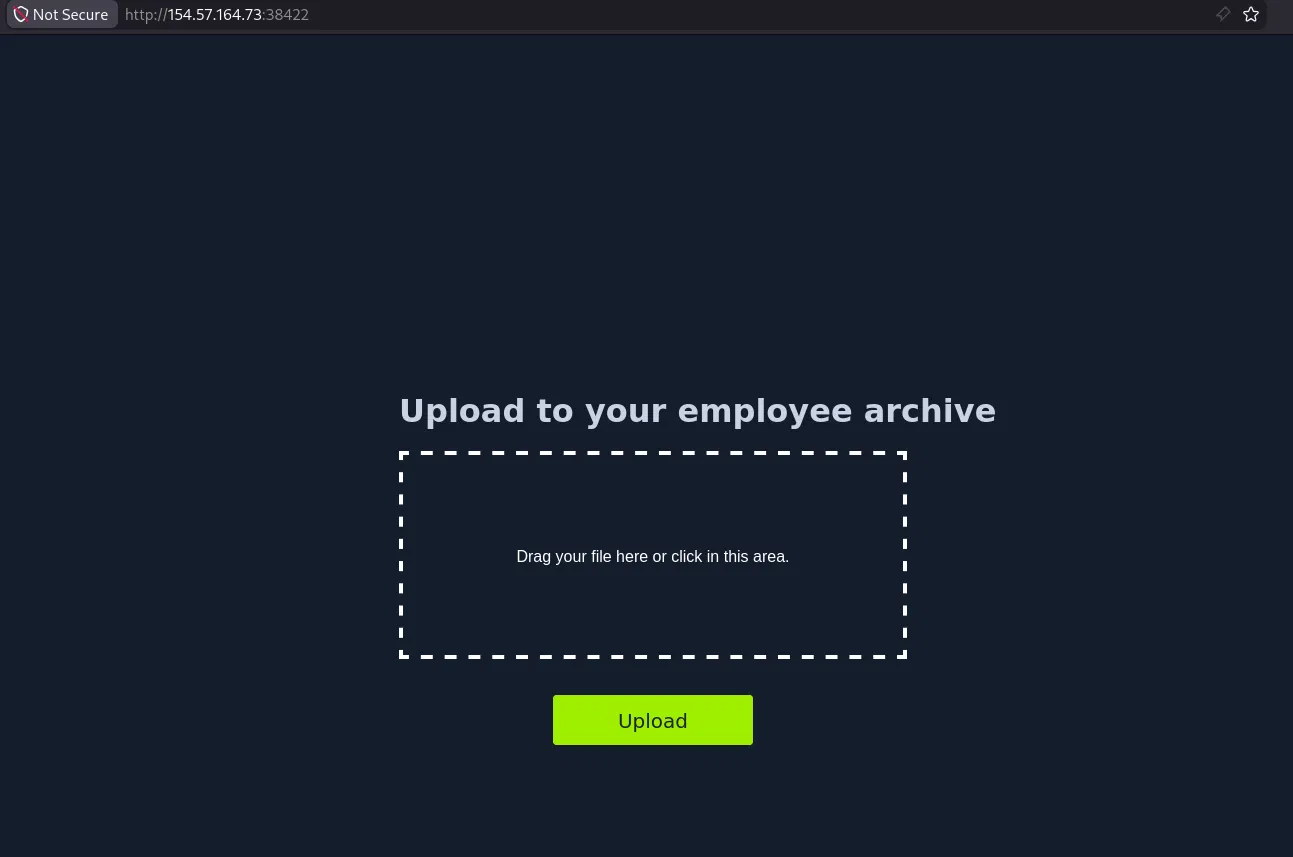 Not Secure http://154.57.164.73:38422
Upload to your employee archive
Drag your file here or click in this area.
Upload